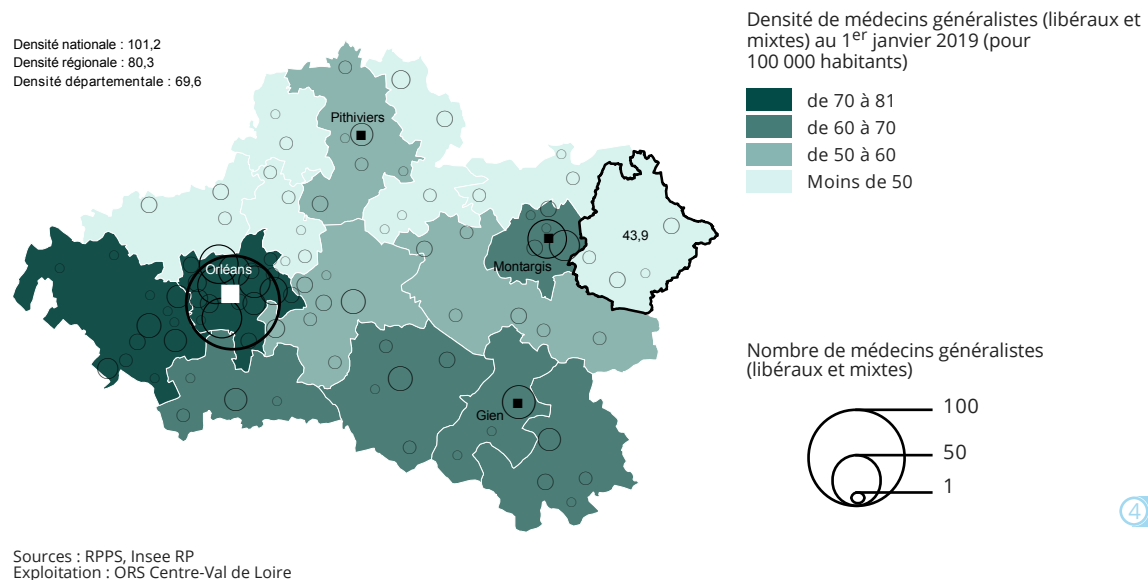 Densité nationale : 101,2
Densité régionale : 80,3
Densité départementale : 69,6
Pithiviers
Orléans
Montargis
43,9
Gien
Densité de médecins généralistes (libéraux et
mixtes) au 1er janvier 2019 (pour
100 000 habitants)
de 70 à 81
de 60 à 70
de 50 à 60
Moins de 50
Nombre de médecins généralistes
(libéraux et mixtes)
100
50
1
4
Sources : RPPS, Insee RP
Exploitation : ORS Centre-Val de Loire